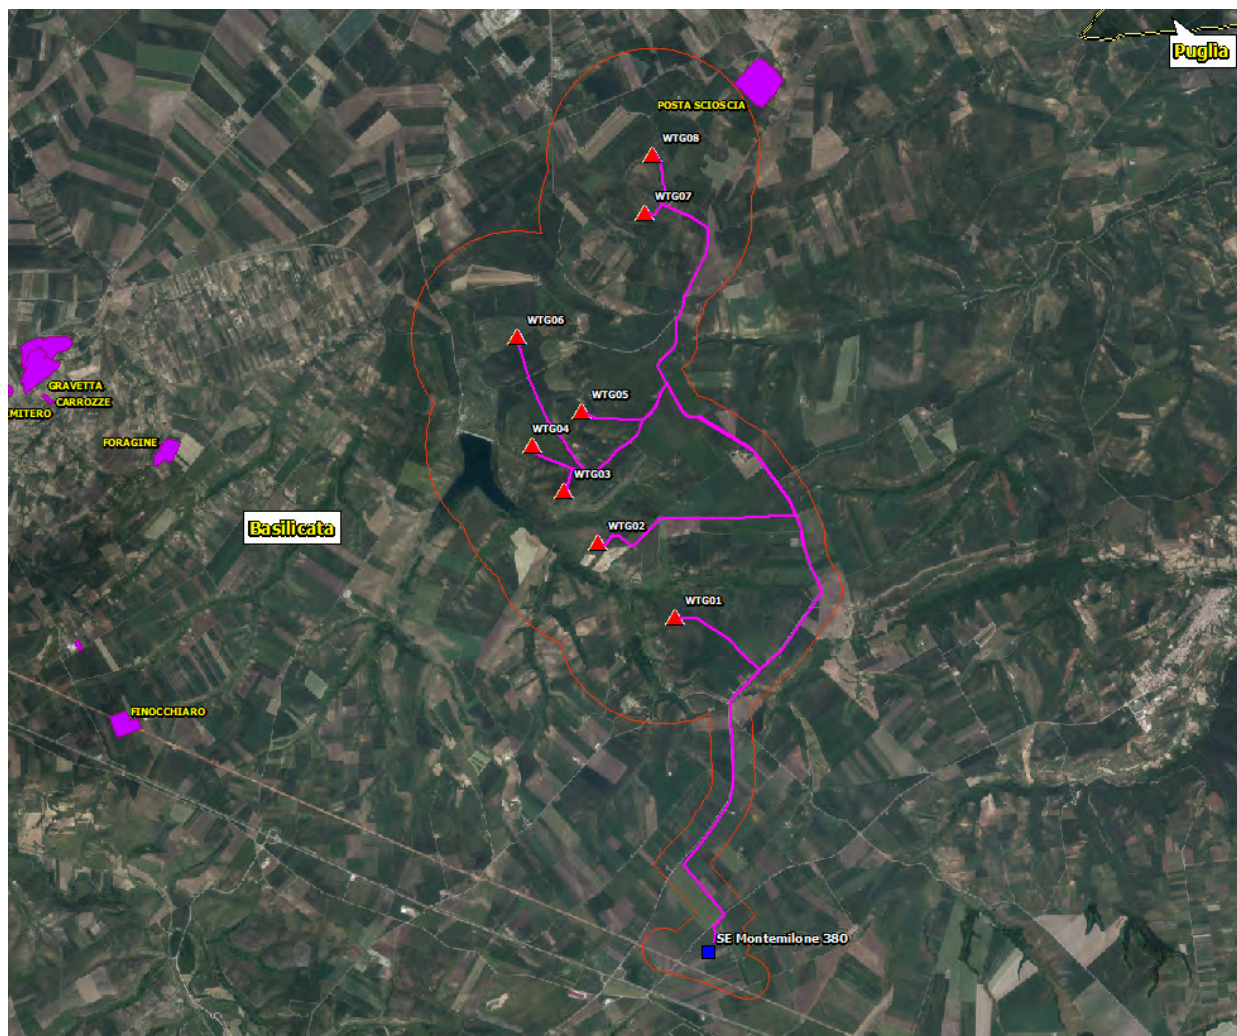 Puglia
POSTA SCIOSCIA
WTG08
WTG07
WTG06
GRAVETTA
CARROZZE
MITERO
WTG05
FORAGINE
WTG04
WTG03
Basilicata
WTG02
WTG01
FINOCCHIARO
SE Montemilone 380